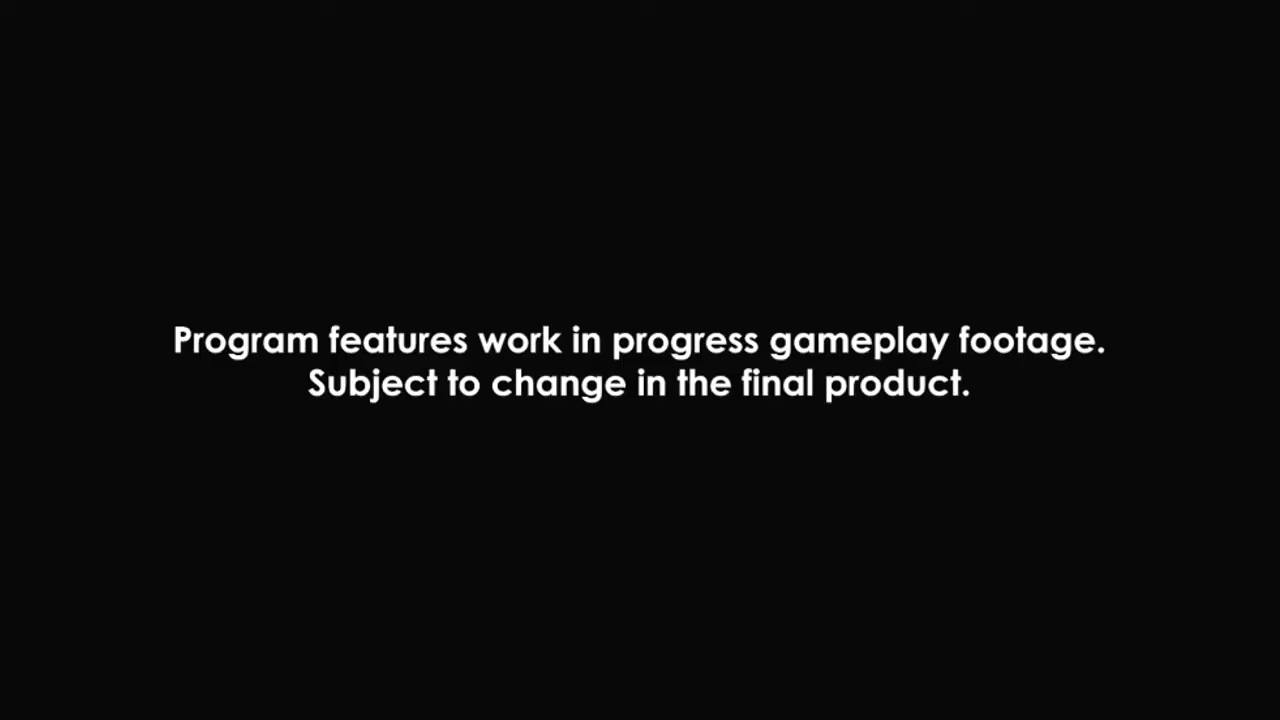 Program features work in progress gameplay footage.
Subject to change in the final product.